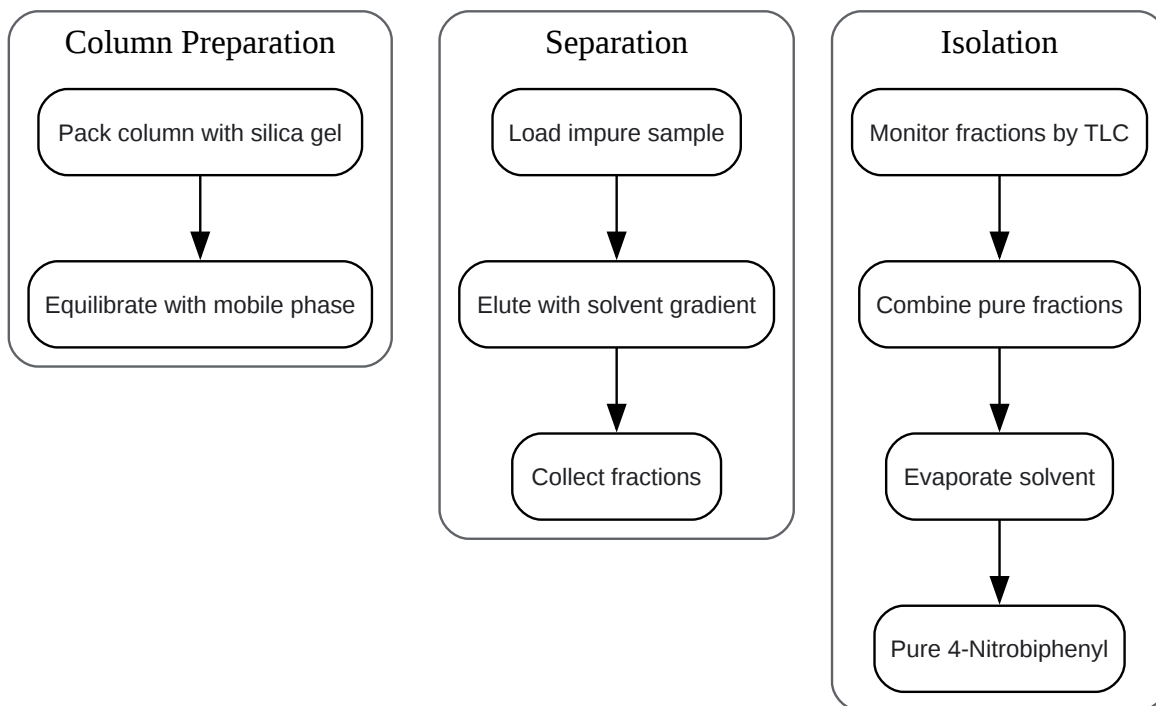 Column Preparation
Pack column with silica gel
Equilibrate with mobile phase
Separation
Load impure sample
Elute with solvent gradient
Collect fractions
Isolation
Monitor fractions by TLC
Combine pure fractions
Evaporate solvent
Pure 4-Nitrobiphenyl